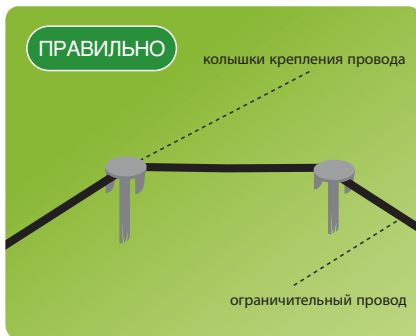 ПРАВИЛЬНО
колышки крепления провода
ограничительный провод